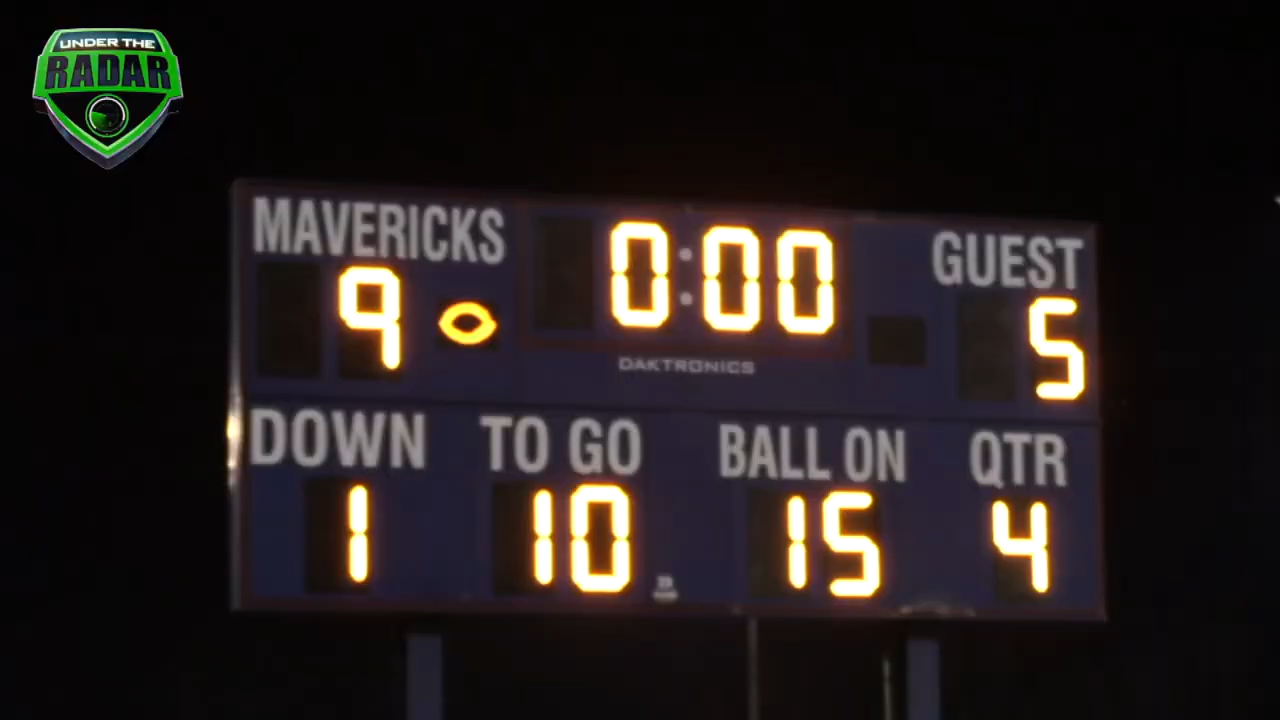 UNDER THE
RADAR
MAVERICKS
0:00
GUEST
9
5
DAKTRONICS
DOWN
TO GO
BALL ON
QTR
1
10
15
4